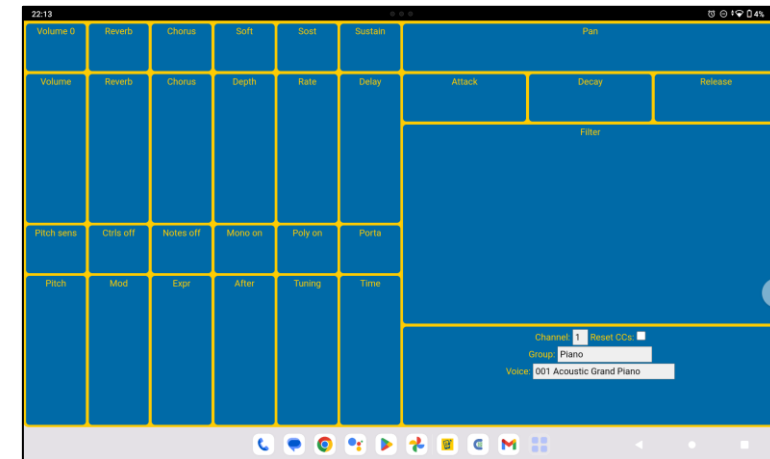 22:13
4%
Volume 0 Reverb Chorus Soft Sost Sustain Pan
Volume Reverb Chorus Depth Rate Delay Attack Decay Release
Filter
Pitch sens Ctrls off Notes off Mono on Poly on Porta
Pitch Mod Expr After Tuning Time
Channel: 1 Reset CCs:
Group: Piano
Voice: 001 Acoustic Grand Piano